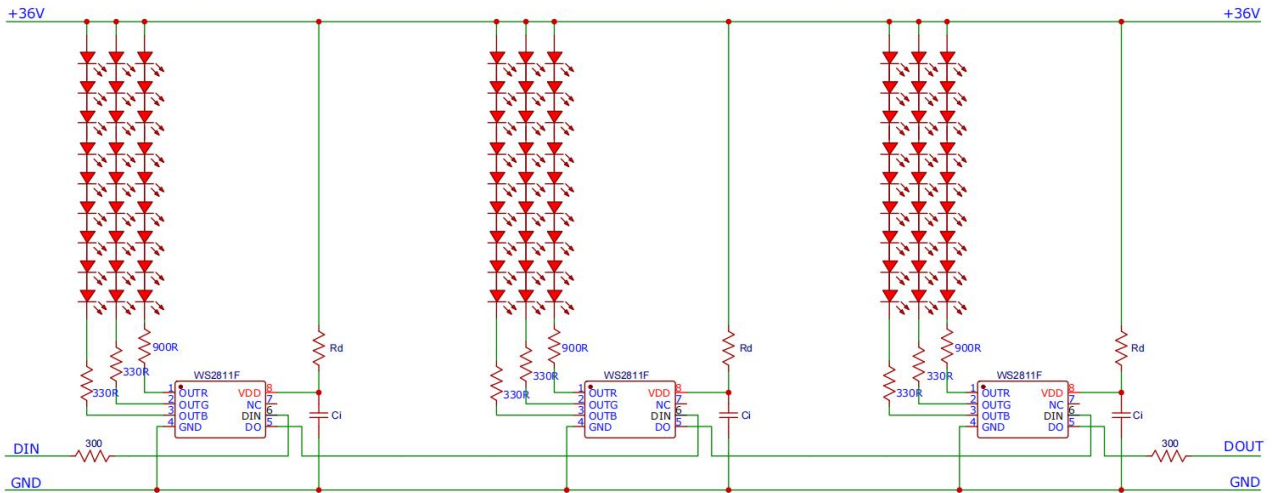 +36V +36V
900R Rd 900R Rd 900R Rd
330R 330R 330R
330R WS2811F 330R WS2811F 330R WS2811F
1 OUTR VDD 8 1 OUTR VDD 8 1 OUTR VDD 8
2 OUTG NC 7 2 OUTG NC 7 2 OUTG NC 7
3 OUTB DIN 6 Ci 3 OUTB DIN 6 Ci 3 OUTB DIN 6 Ci
4 GND DO 5 4 GND DO 5 4 GND DO 5
DIN 300 300 DOUT
GND GND